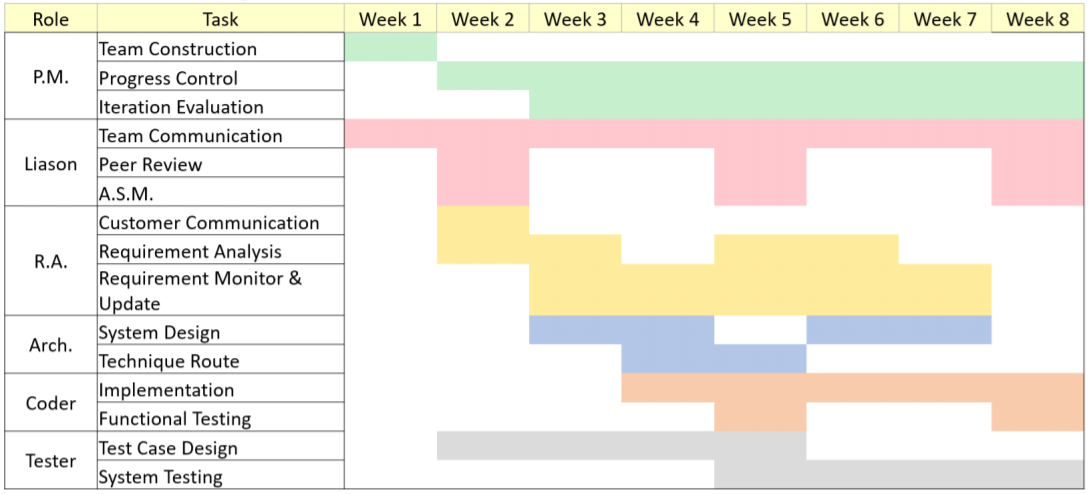 Role Task Week 1 Week 2 Week 3 Week 4 Week 5 Week 6 Week 7 Week 8
P.M.
Team Construction
Progress Control
Iteration Evaluation
Liason
Team Communication
Peer Review
A.S.M.
R.A.
Customer Communication
Requirement Analysis
Requirement Monitor &
Update
Arch.
System Design
Technique Route
Coder
Implementation
Functional Testing
Tester
Test Case Design
System Testing